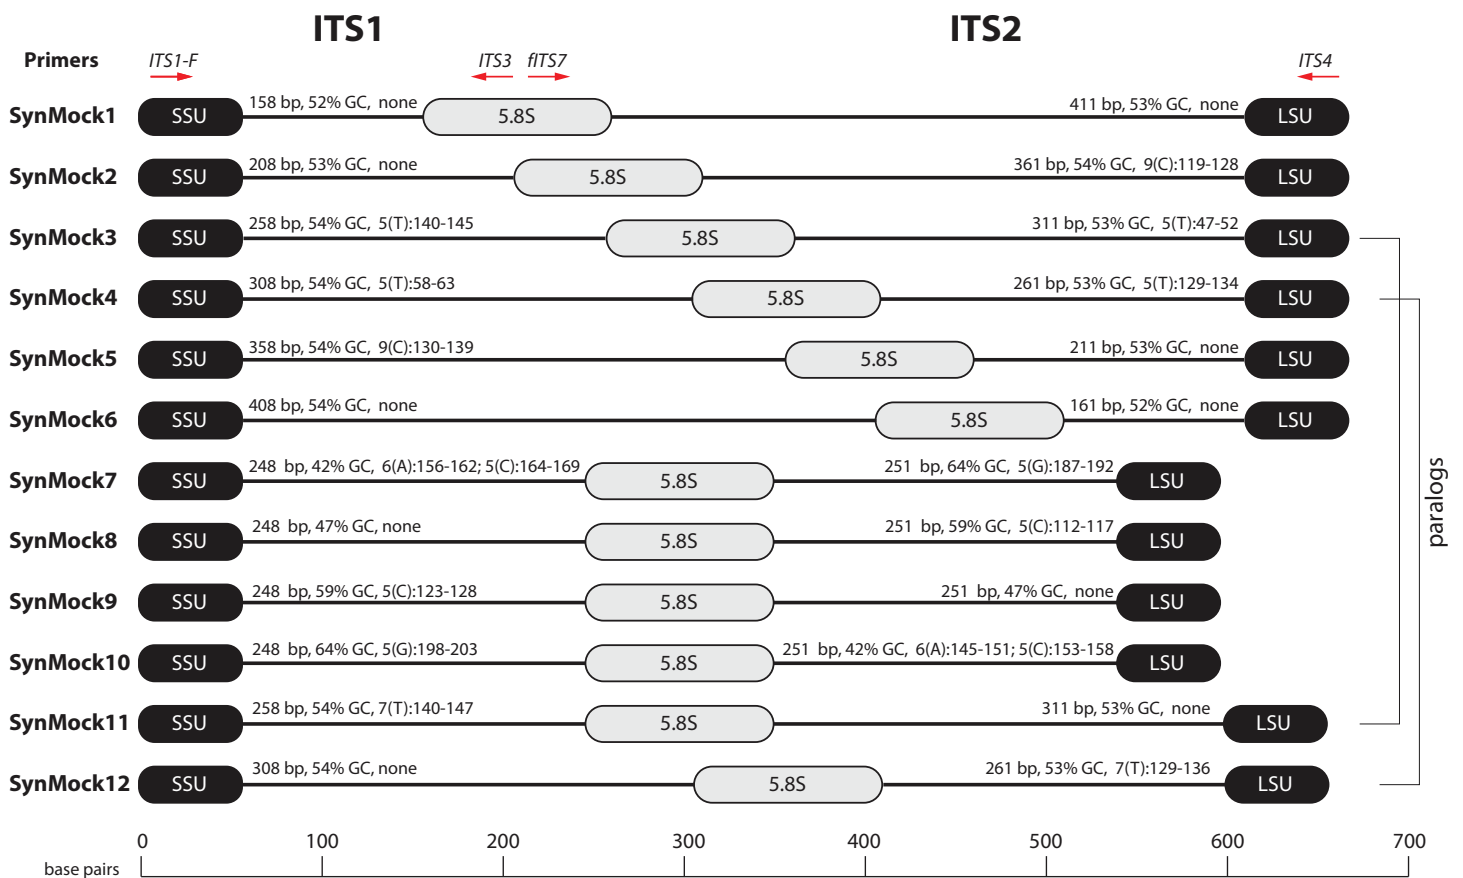 ITS1 ITS2
Primers ITS1-F ITS3 fITS7 ITS4
SynMock1 SSU 158 bp, 52% GC, none 5.8S 411 bp, 53% GC, none LSU
SynMock2 SSU 208 bp, 53% GC, none 5.8S 361 bp, 54% GC, 9(C):119-128 LSU
SynMock3 SSU 258 bp, 54% GC, 5(T):140-145 5.8S 311 bp, 53% GC, 5(T):47-52 LSU
SynMock4 SSU 308 bp, 54% GC, 5(T):58-63 5.8S 261 bp, 53% GC, 5(T):129-134 LSU
SynMock5 SSU 358 bp, 54% GC, 9(C):130-139 5.8S 211 bp, 53% GC, none LSU
SynMock6 SSU 408 bp, 54% GC, none 5.8S 161 bp, 52% GC, none LSU
SynMock7 SSU 248 bp, 42% GC, 6(A):156-162; 5(C):164-169 5.8S 251 bp, 64% GC, 5(G):187-192 LSU
SynMock8 SSU 248 bp, 47% GC, none 5.8S 251 bp, 59% GC, 5(C):112-117 LSU
SynMock9 SSU 248 bp, 59% GC, 5(C):123-128 5.8S 251 bp, 47% GC, none LSU
SynMock10 SSU 248 bp, 64% GC, 5(G):198-203 5.8S 251 bp, 42% GC, 6(A):145-151; 5(C):153-158 LSU
SynMock11 SSU 258 bp, 54% GC, 7(T):140-147 5.8S 311 bp, 53% GC, none LSU
SynMock12 SSU 308 bp, 54% GC, none 5.8S 261 bp, 53% GC, 7(T):129-136 LSU
paralogs
0 100 200 300 400 500 600 700
base pairs